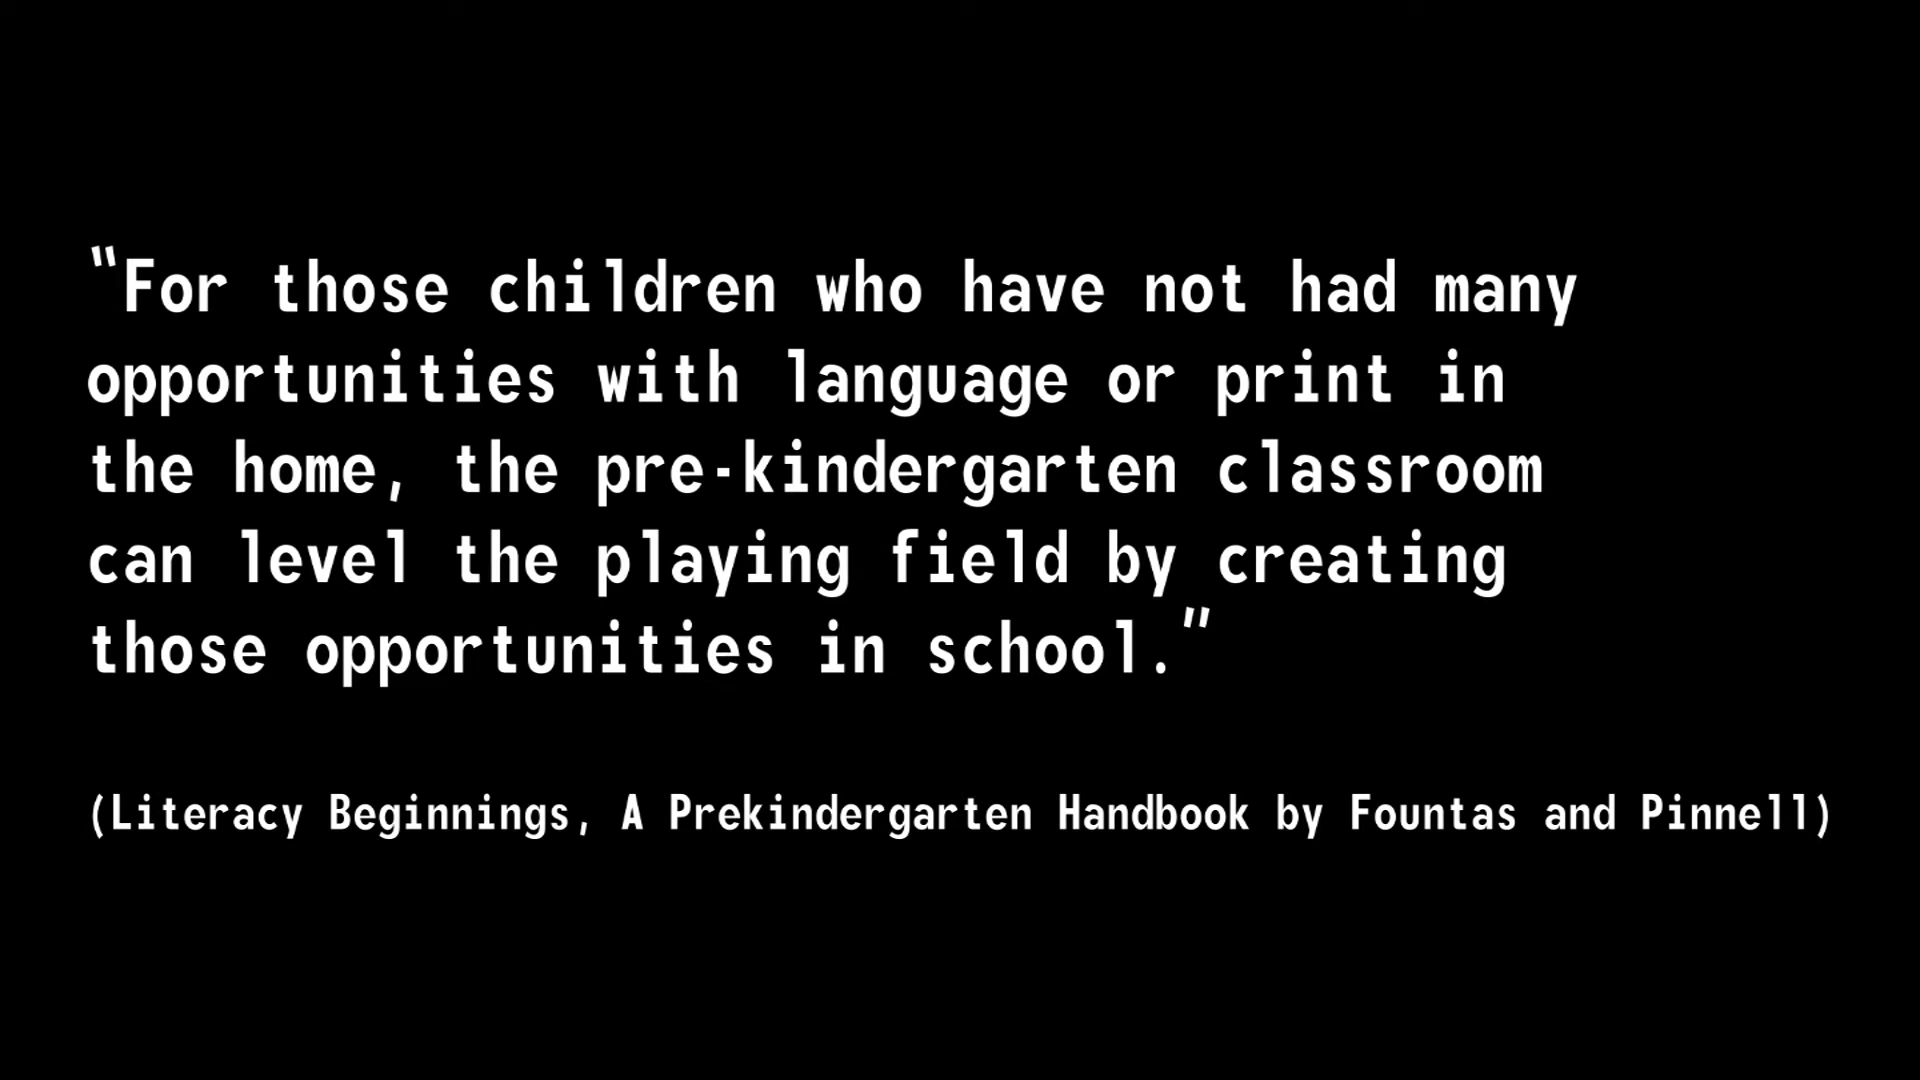 "For those children who have not had many
opportunities with language or print in
the home, the pre-kindergarten classroom
can level the playing field by creating
those opportunities in school."
(Literacy Beginnings, A Prekindergarten Handbook by Fountas and Pinnell)